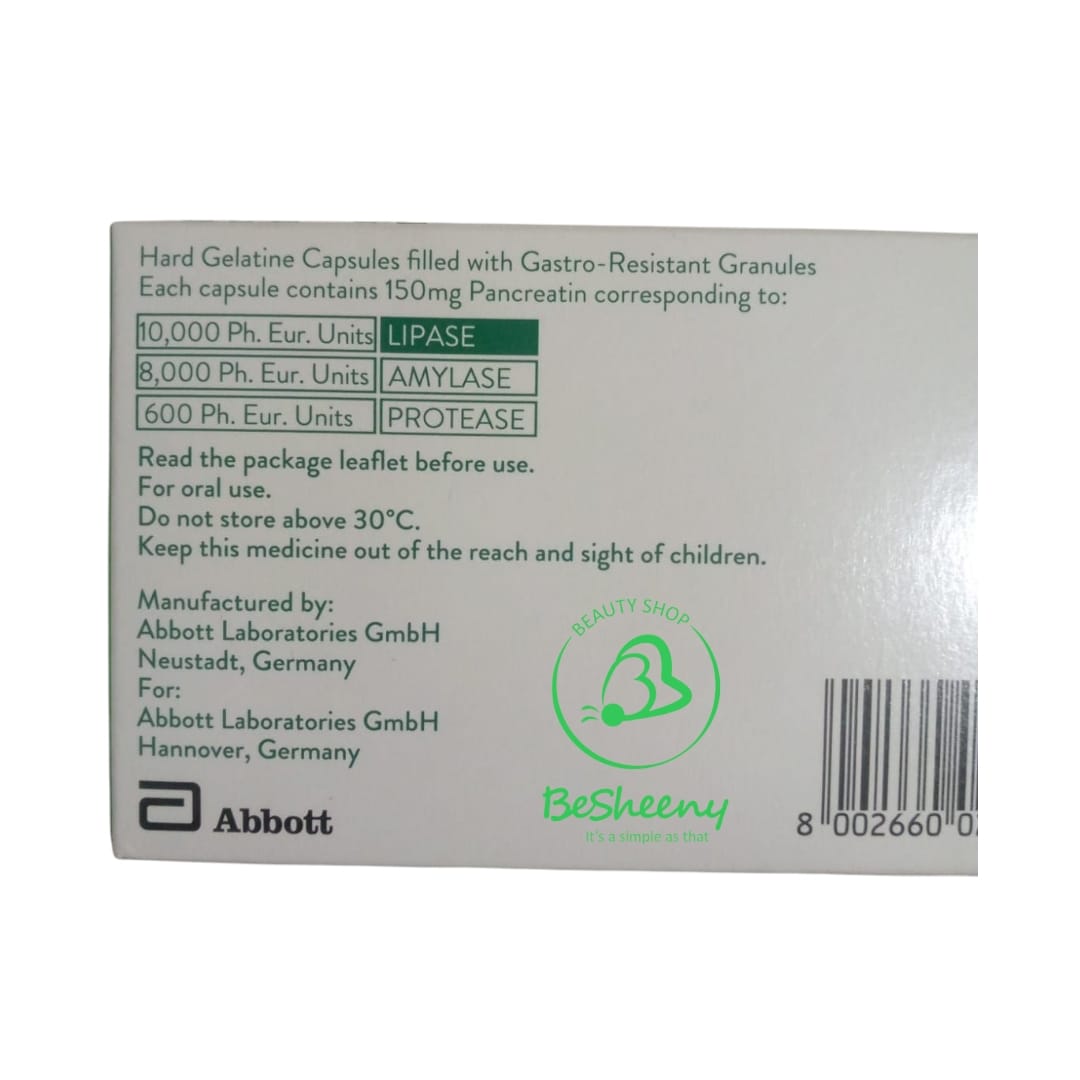 Hard Gelatine Capsules filled with Gastro-Resistant Granules
Each capsule contains 150mg Pancreatin corresponding to:
10,000 Ph. Eur. Units LIPASE
8,000 Ph. Eur. Units AMYLASE
600 Ph. Eur. Units PROTEASE
Read the package leaflet before use.
For oral use.
Do not store above 30°C.
Keep this medicine out of the reach and sight of children.
Manufactured by:
Abbott Laboratories GmbH
Neustadt, Germany
For:
Abbott Laboratories GmbH
Hannover, Germany
Abbott
BEAUTY SHOP
BeSheeny
It's a simple as that
8 002660 0